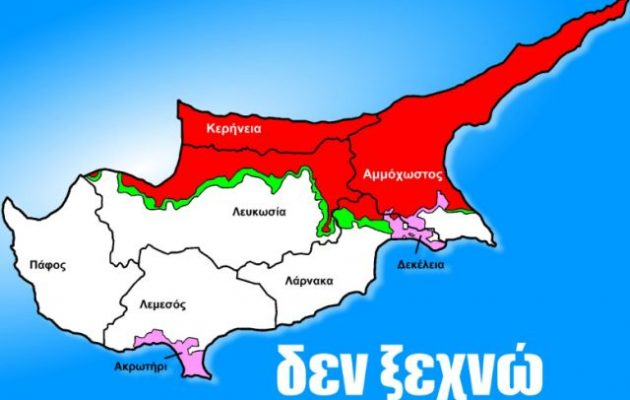 Κερήνεια
Αμμόχωστος
Λευκωσία
Πάφος
Λάρνακα
Δεκέλεια
Λεμεσός
Ακρωτήρι
δεν ξεχνώ